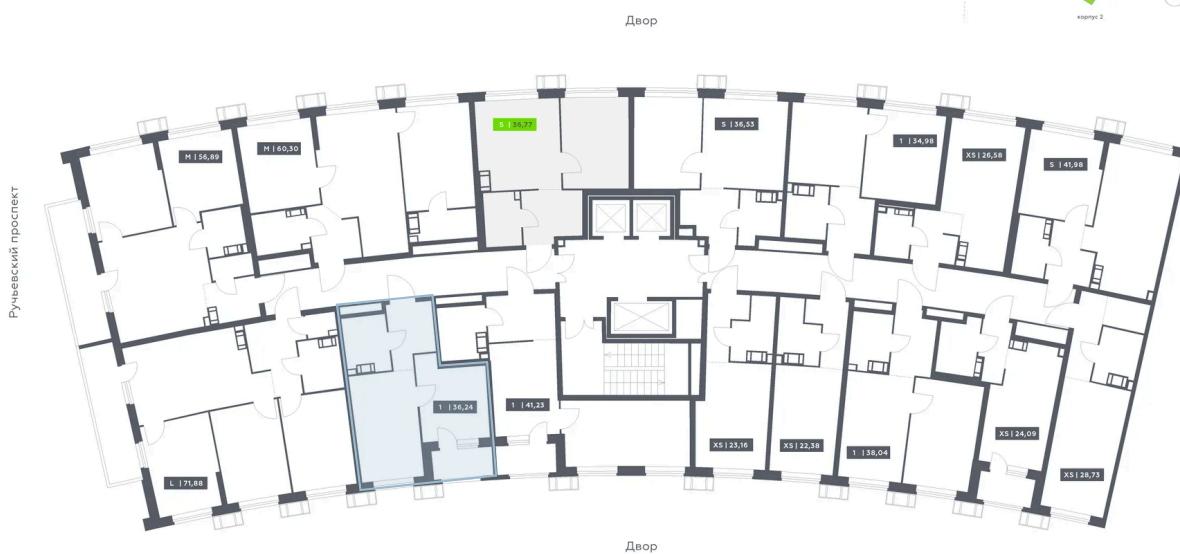 корпус 2
Двор
S | 36,77
S | 36,53
1 | 34,98
M | 60,30
M | 56,89
XS | 26,58
S | 41,98
Ручьевский проспект
1 | 36,24
1 | 41,23
XS | 23,16
XS | 22,38
1 | 38,04
XS | 24,09
XS | 28,73
L | 71,88
Двор